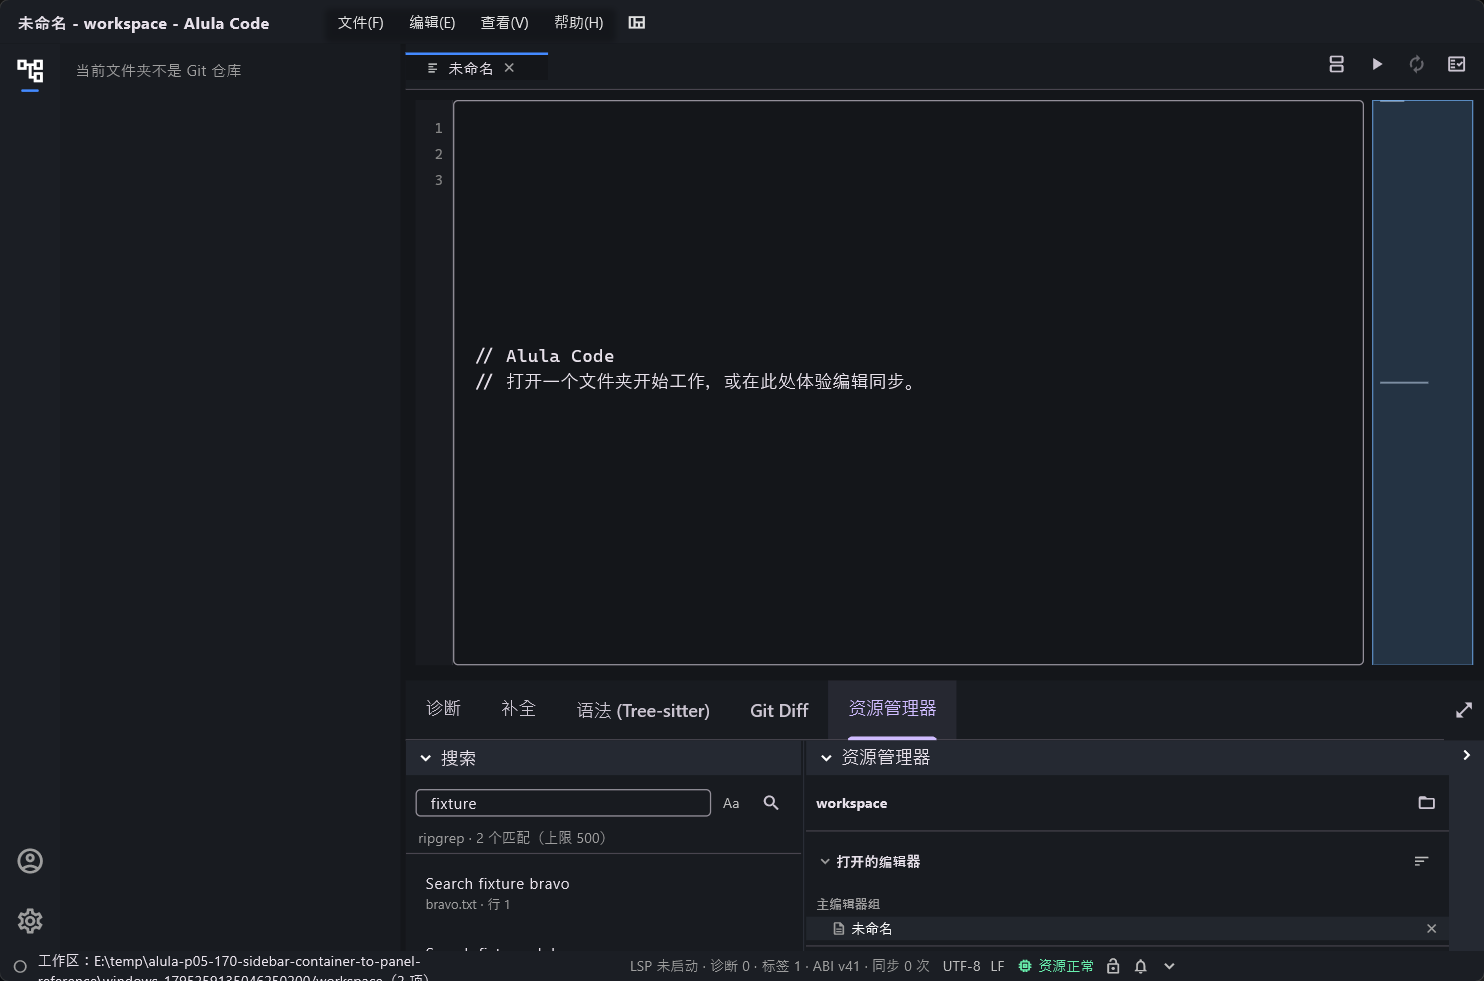 未命名 - workspace - Alula Code
文件(F) 编辑(E) 查看(V) 帮助(H)
当前文件夹不是 Git 仓库
未命名
1
2
3
// Alula Code
// 打开一个文件夹开始工作，或在此处体验编辑同步。
诊断 补全 语法 (Tree-sitter) Git Diff 资源管理器
搜索
fixture
Aa
ripgrep · 2 个匹配（上限 500）
Search fixture bravo
bravo.txt · 行 1
资源管理器
workspace
打开的编辑器
主编辑器组
未命名
工作区：E:\temp\alula-p05-170-sidebar-container-to-panel-
reference\windows-1795259135046250200/workspace（2 项）
LSP 未启动 · 诊断 0 · 标签 1 · ABI v41 · 同步 0 次 UTF-8 LF 资源正常